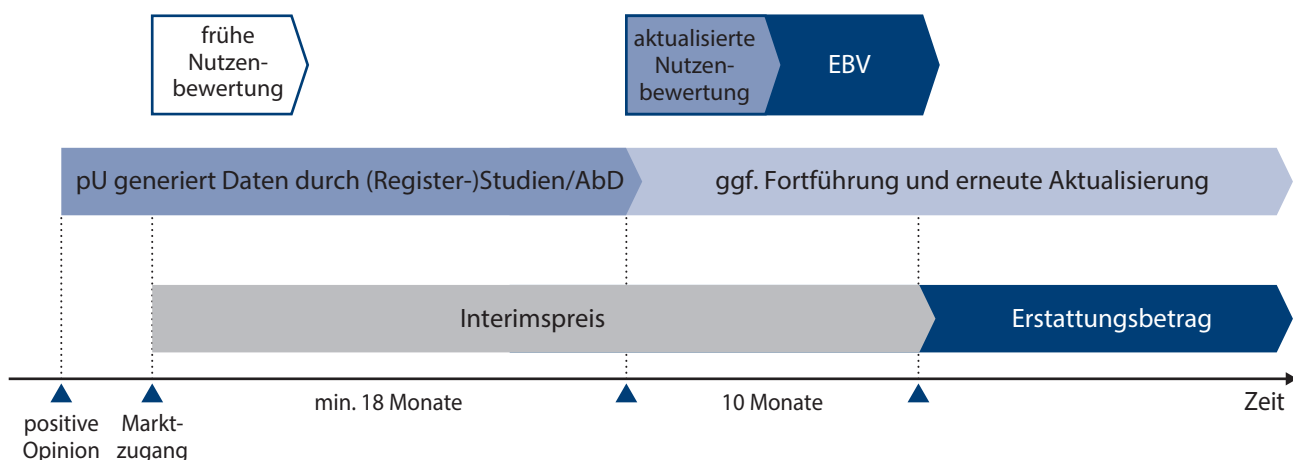 frühe
Nutzen-
bewertung
aktualisierte
Nutzen-
bewertung
EBV
pU generiert Daten durch (Register-)Studien/AbD
ggf. Fortführung und erneute Aktualisierung
Interimspreis
Erstattungsbetrag
min. 18 Monate
10 Monate
Zeit
positive
Opinion
Markt-
zugang